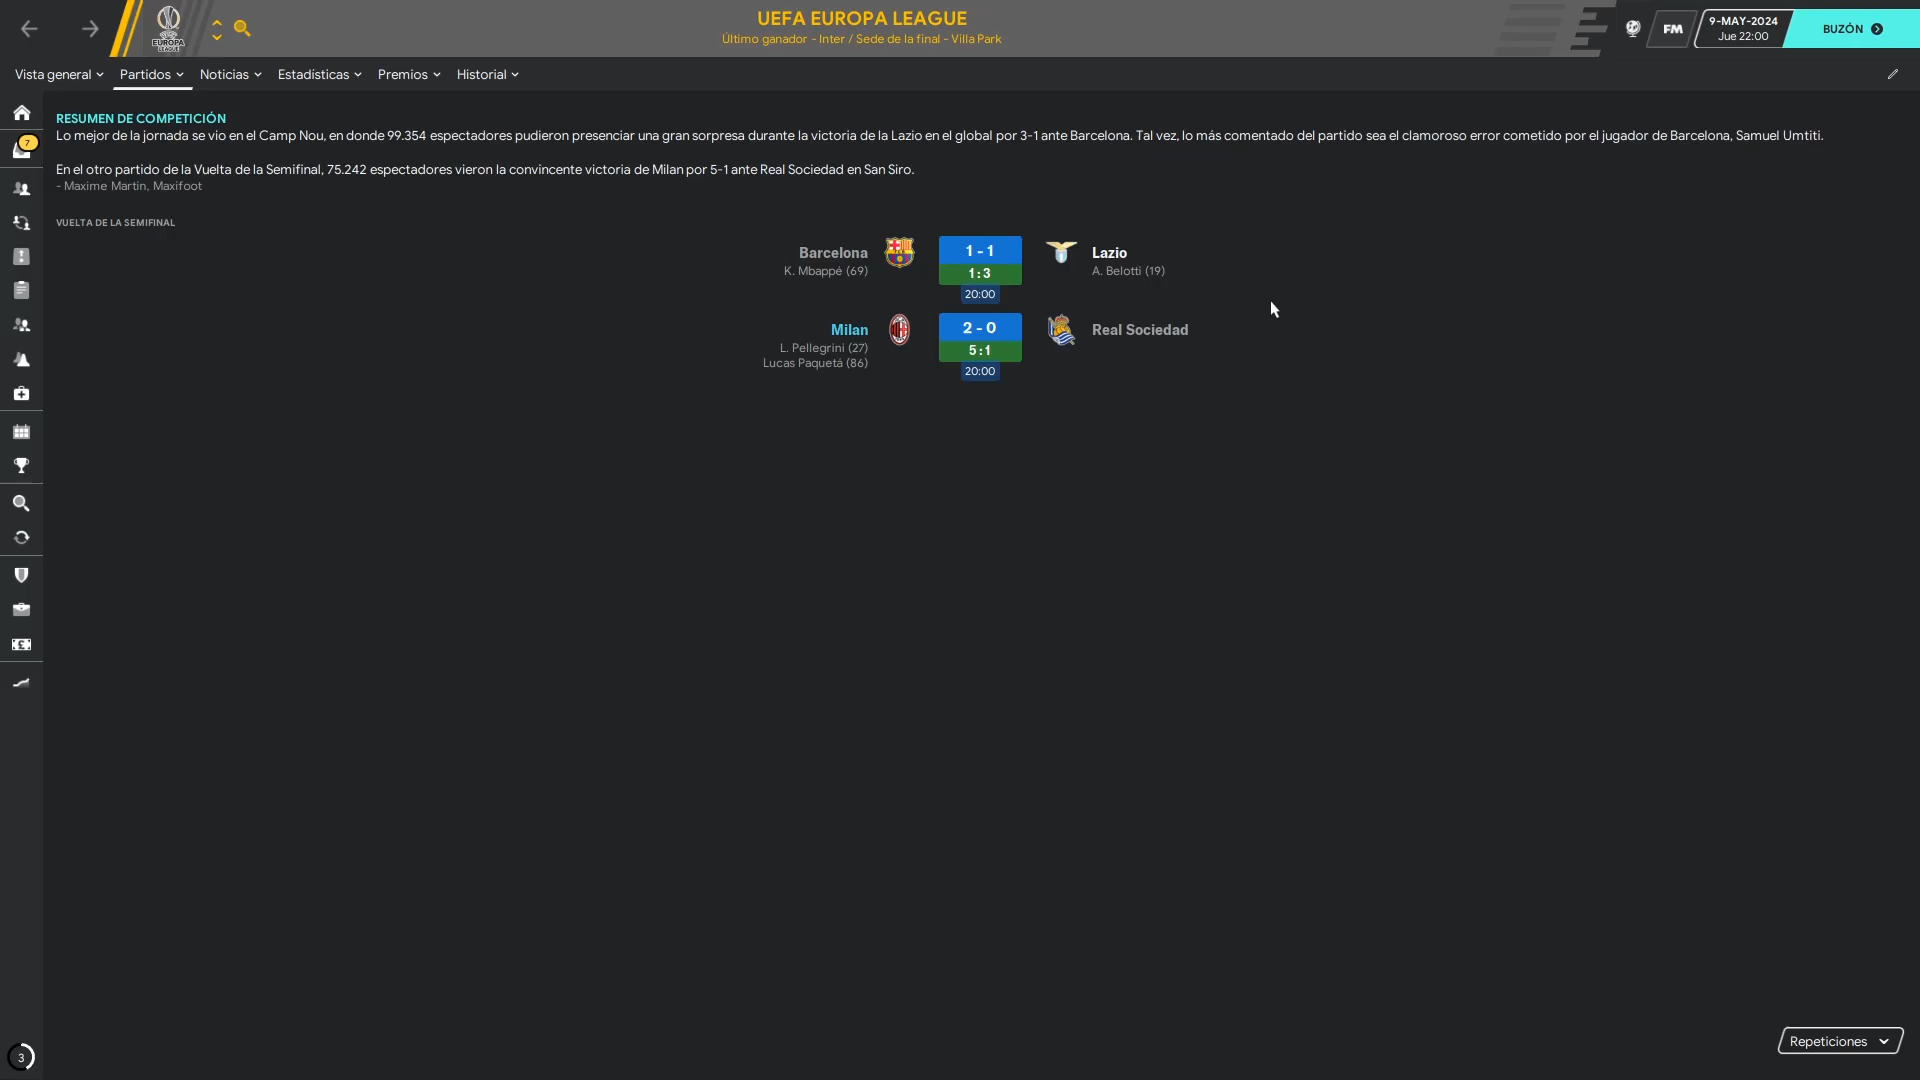 UEFA EUROPA LEAGUE
Último ganador - Inter / Sede de la final - Villa Park
EUROPA
LEAGUE
FM
9-MAY-2024
Jue 22:00
BUZÓN
Vista general
Partidos
Noticias
Estadísticas
Premios
Historial
7
RESUMEN DE COMPETICIÓN
Lo mejor de la jornada se vio en el Camp Nou, en donde 99.354 espectadores pudieron presenciar una gran sorpresa durante la victoria de la Lazio en el global por 3-1 ante Barcelona. Tal vez, lo más comentado del partido sea el clamoroso error cometido por el jugador de Barcelona, Samuel Umtiti.
En el otro partido de la Vuelta de la Semifinal, 75.242 espectadores vieron la convincente victoria de Milan por 5-1 ante Real Sociedad en San Siro.
- Maxime Martin, Maxifoot
VUELTA DE LA SEMIFINAL
Barcelona 1 - 1 Lazio
K. Mbappé (69) 1 : 3 A. Belotti (19)
20:00
Milan 2 - 0 Real Sociedad
L. Pellegrini (27) 5 : 1
Lucas Paquetá (86) 20:00
Repeticiones
3